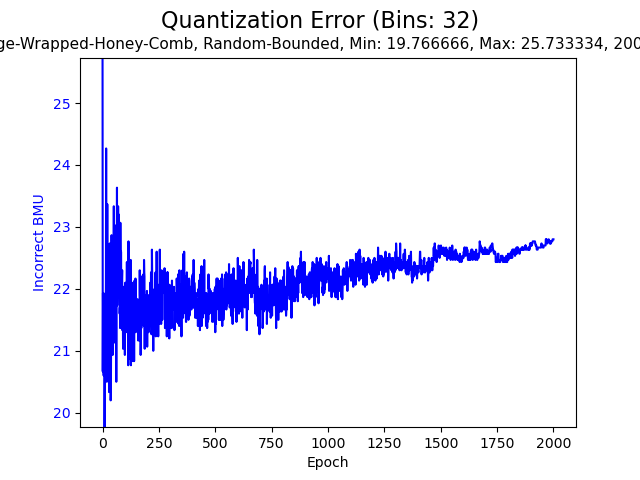 Quantization Error (Bins: 32)
ge-Wrapped-Honey-Comb, Random-Bounded, Min: 19.766666, Max: 25.733334, 200
25
24
23
22
21
20
Incorrect BMU
0 250 500 750 1000 1250 1500 1750 2000
Epoch